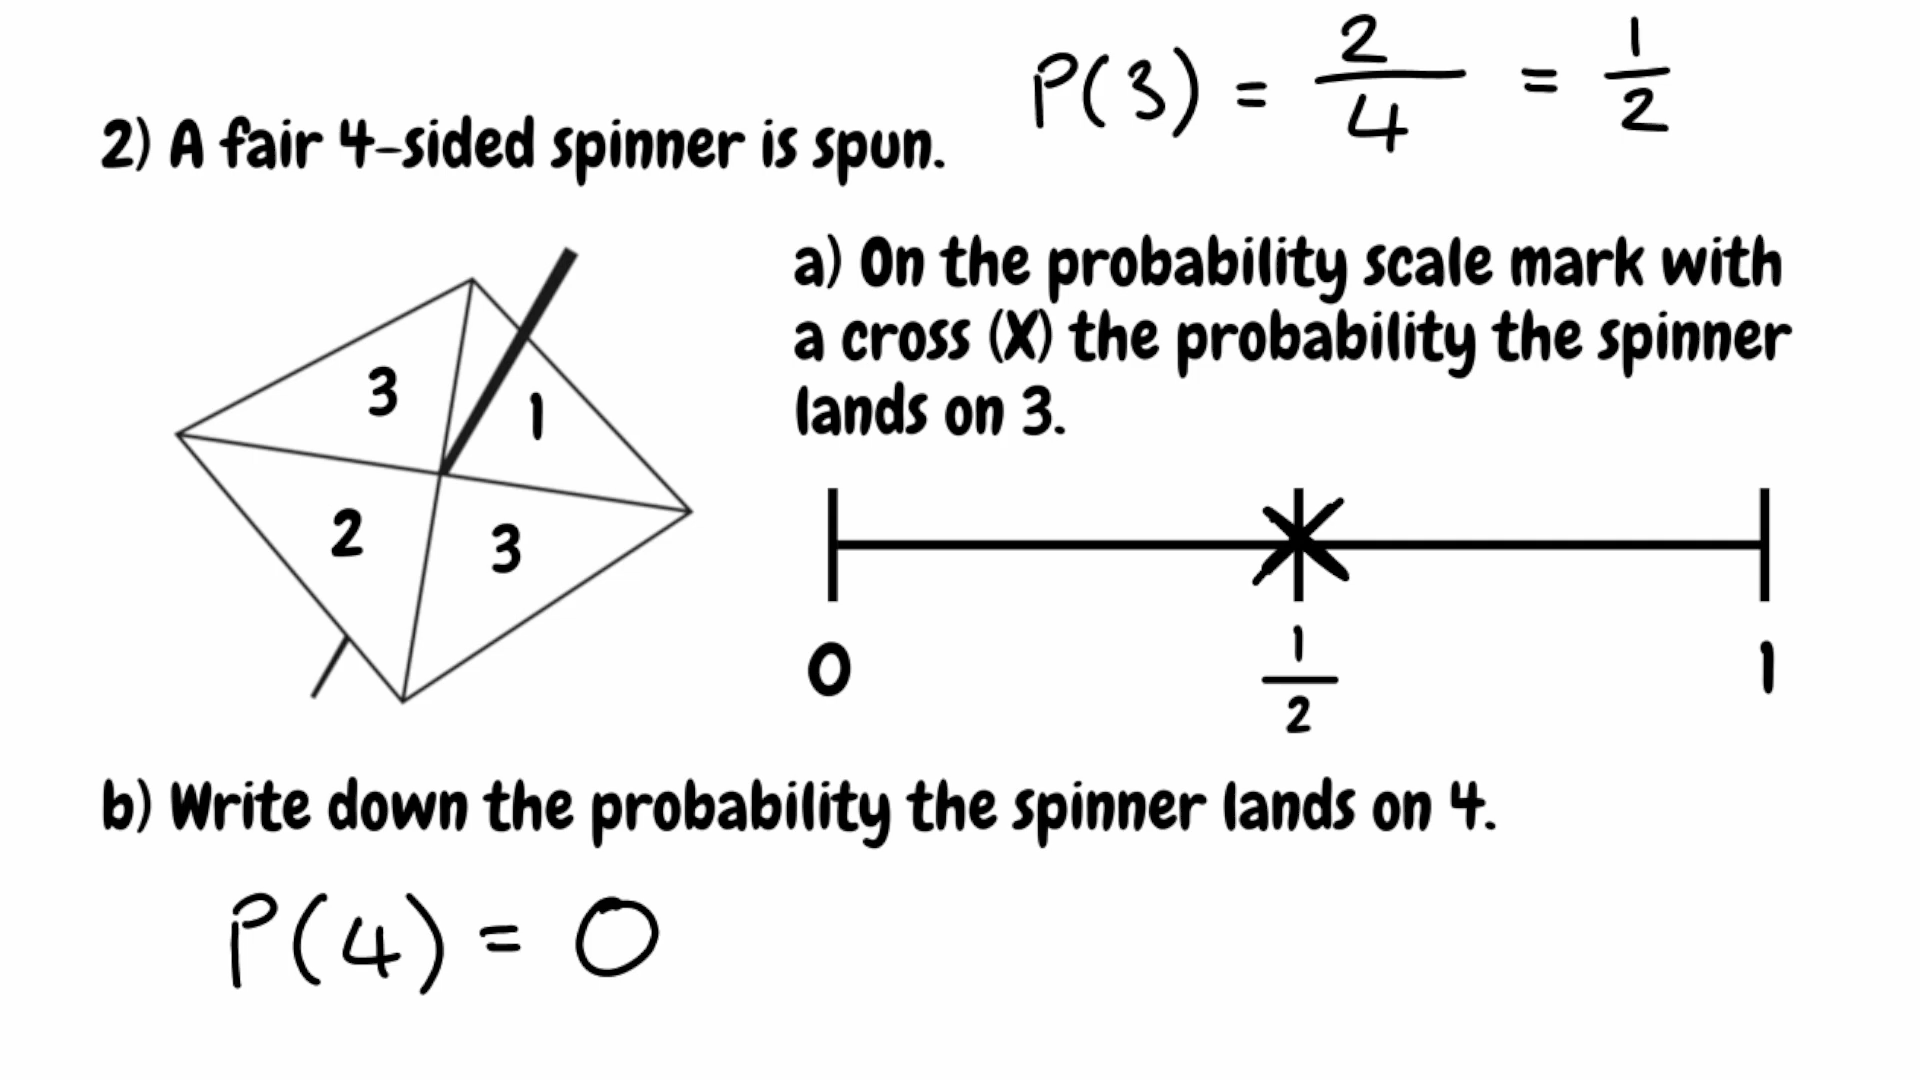 P(3) = 2/4 = 1/2
2) A fair 4-sided spinner is spun.
3
1
2
3
a) On the probability scale mark with
a cross (X) the probability the spinner
lands on 3.
0
1/2
1
b) Write down the probability the spinner lands on 4.
P(4) = 0